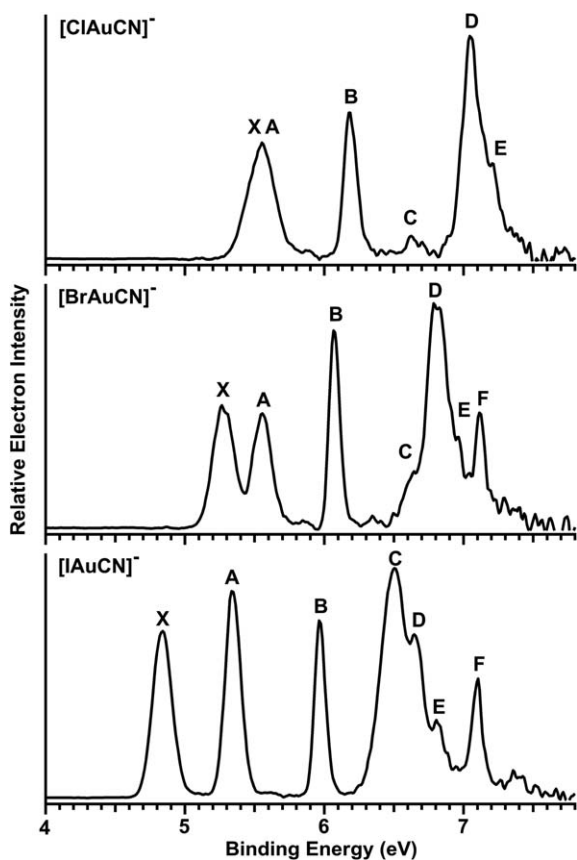 [ClAuCN]⁻
X A
B
C
D
E
[BrAuCN]⁻
X
A
B
C
D
E
F
[IAuCN]⁻
X
A
B
C
D
E
F
4 5 6 7
Binding Energy (eV)
Relative Electron Intensity